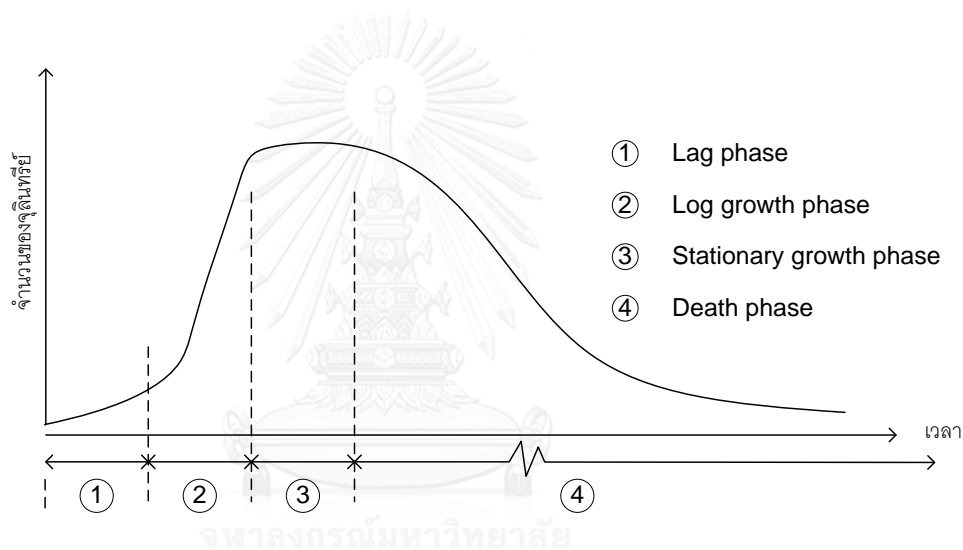 จำนวนของจุลินทรีย์
① Lag phase
② Log growth phase
③ Stationary growth phase
④ Death phase
เวลา
① ② ③ ④
จุฬาลงกรณ์มหาวิทยาลัย